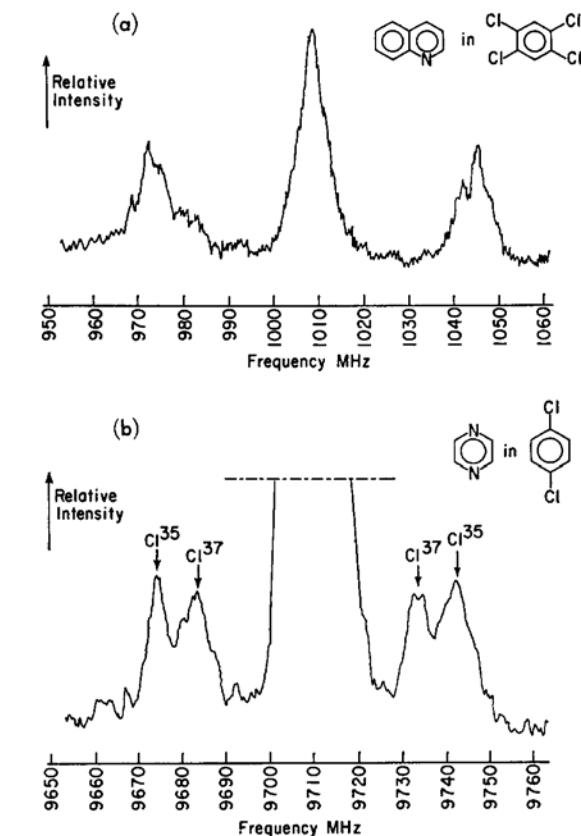 (a)
N
in
Cl
Cl
Cl
Cl
Relative
Intensity
950
960
970
980
990
1000
1010
1020
1030
1040
1050
1060
Frequency MHz
(b)
N
N
in
Cl
Cl
Relative
Intensity
Cl35
Cl37
Cl37
Cl35
9650
9660
9670
9680
9690
9700
9710
9720
9730
9740
9750
9760
Frequency MHz